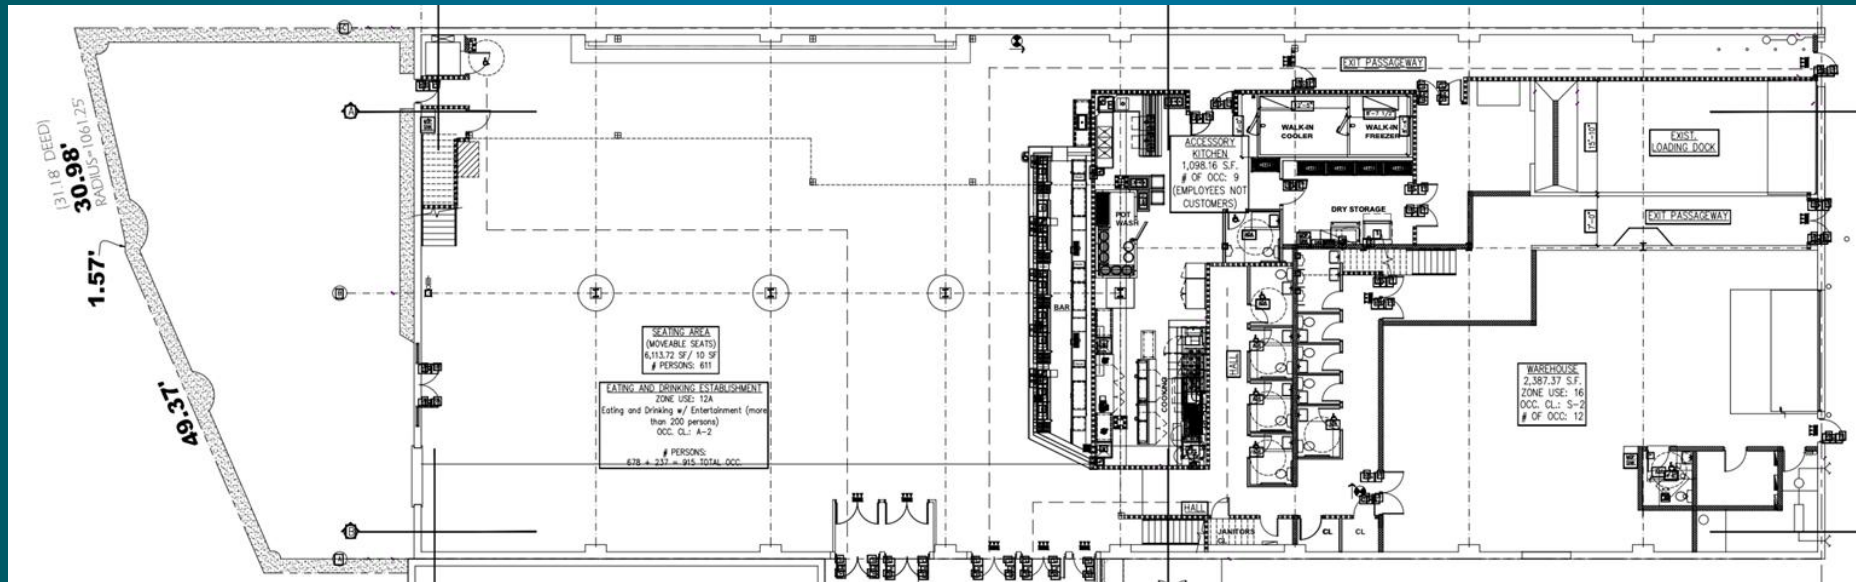 EXIT PASSAGEWAY
(31.18' DEED)
30.98'
RADIUS=1061.25
1.57'
49.37'
WALK-IN
COOLER
WALK-IN
FREEZER
ACCESSORY
KITCHEN
1,098.16 S.F.
# OF OCC: 9
(EMPLOYEES NOT
CUSTOMERS)
15'-10"
EXIST.
LOADING DOCK
POT
WASH
DRY STORAGE
7'-0"
EXIT PASSAGEWAY
BAR
SEATING AREA
(MOVEABLE SEATS)
6,113.72 SF/ 10 SF
# PERSONS: 611
EATING AND DRINKING ESTABLISHMENT
ZONE USE: 12A
Eating and Drinking w/ Entertainment (more
than 200 persons)
OCC. CL.: A-2
# PERSONS:
678 + 237 = 915 TOTAL OCC.
COOKING
HALL
WAREHOUSE
2,387.37 S.F.
ZONE USE: 16
OCC. CL.: S-2
# OF OCC: 12
HALL
JANITORS
CL
CL
CL